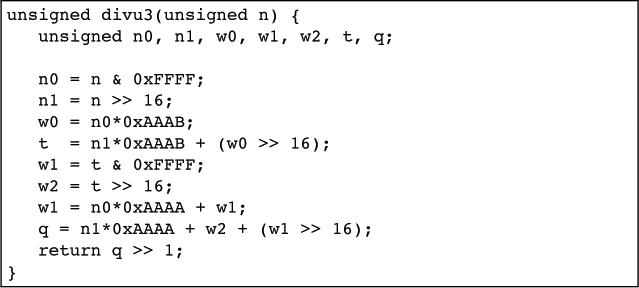 unsigned divu3(unsigned n) {
   unsigned n0, n1, w0, w1, w2, t, q;

   n0 = n & 0xFFFF;
   n1 = n >> 16;
   w0 = n0*0xAAAB;
   t  = n1*0xAAAB + (w0 >> 16);
   w1 = t & 0xFFFF;
   w2 = t >> 16;
   w1 = n0*0xAAAA + w1;
   q = n1*0xAAAA + w2 + (w1 >> 16);
   return q >> 1;
}